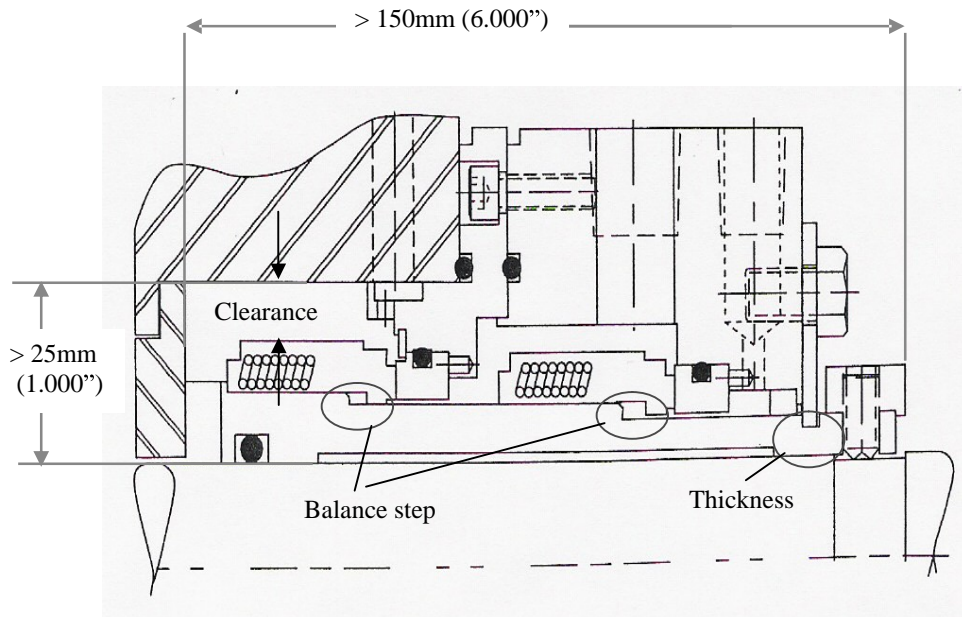 > 150mm (6.000”)
Clearance
> 25mm
(1.000”)
Balance step
Thickness